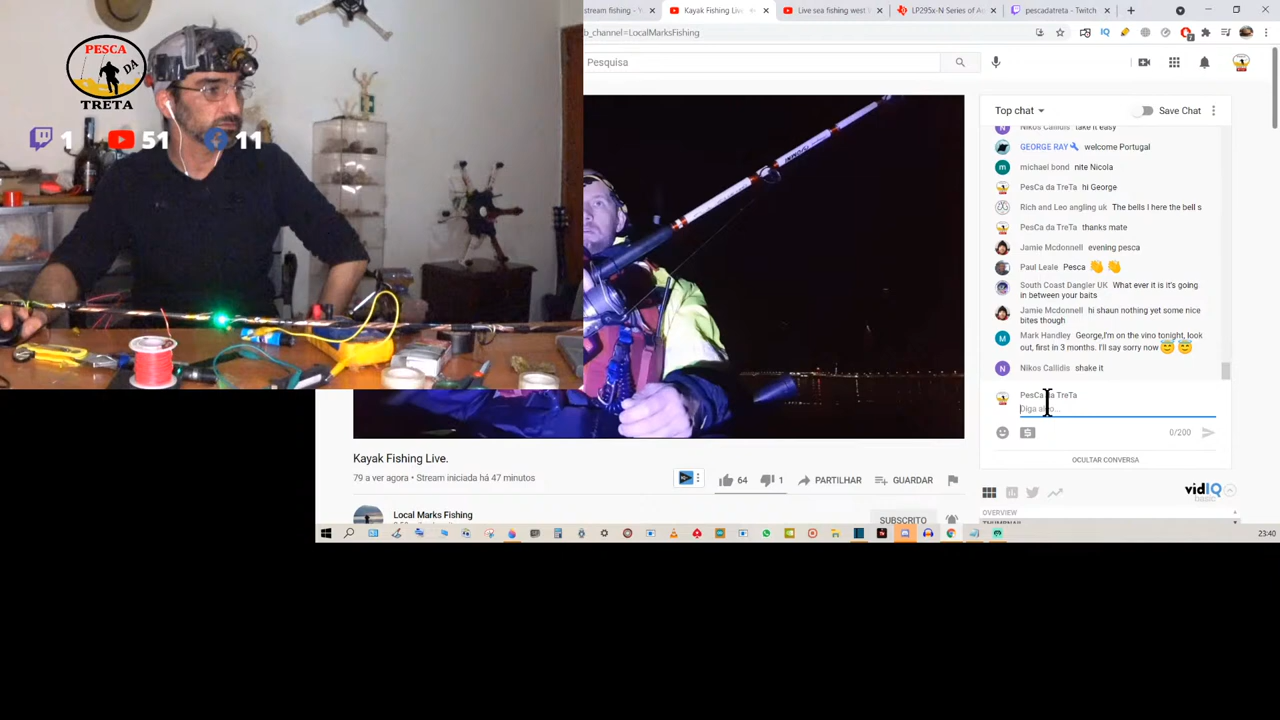 PESCA
DA
TRETA
1
51
11
stream fishing - Y
Kayak Fishing Live.
Live sea fishing west
LP295x-N Series of A
pescadatreta - Twitch
b_channel=LocalMarksFishing
Pesquisa
Top chat
Save Chat
Nikos Callidis take it easy
GEORGE RAY welcome Portugal
michael bond nite Nicola
PesCa da TreTa hi George
Rich and Leo angling uk The bells I here the bell s
PesCa da TreTa thanks mate
Jamie Mcdonnell evening pesca
Paul Leale Pesca
South Coast Dangler UK What ever it is it's going
in between your baits
Jamie Mcdonnell hi shaun nothing yet some nice
bites though
Mark Handley George,I'm on the vino tonight, look
out, first in 3 months. I'll say sorry now
Nikos Callidis shake it
PesCa da TreTa
Diga algo...
0/200
OCULTAR CONVERSA
Kayak Fishing Live.
79 a ver agora • Stream iniciada há 47 minutos
64
1
PARTILHAR
GUARDAR
vidIQ
basic
OVERVIEW
Local Marks Fishing
SUBSCRITO
THUMBNAIL
23:40